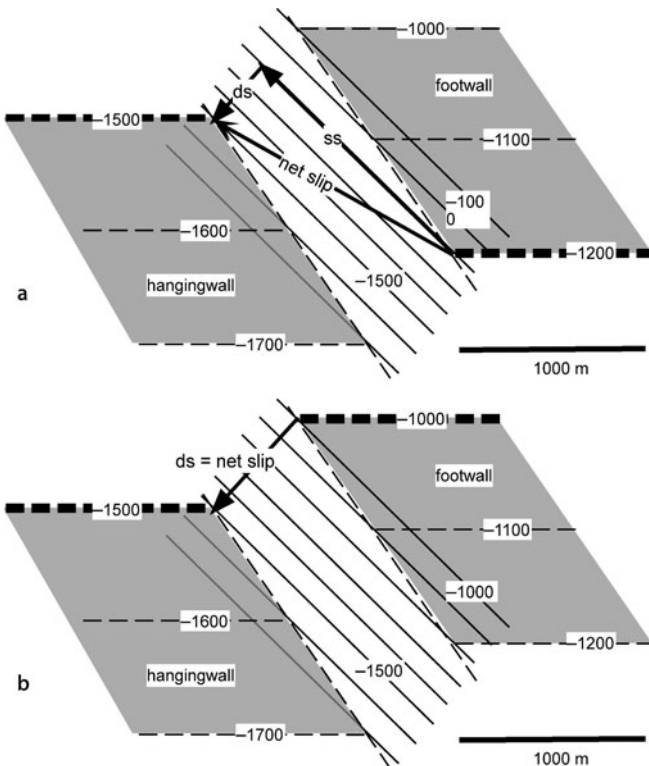 –1000
footwall
ds
–1500
–1100
ss
net slip
–100
0
–1600
–1200
–1500
hangingwall
a
–1700
1000 m
–1000
ds = net slip
footwall
–1500
–1100
–1000
–1600
–1200
–1500
hangingwall
b
–1700
1000 m